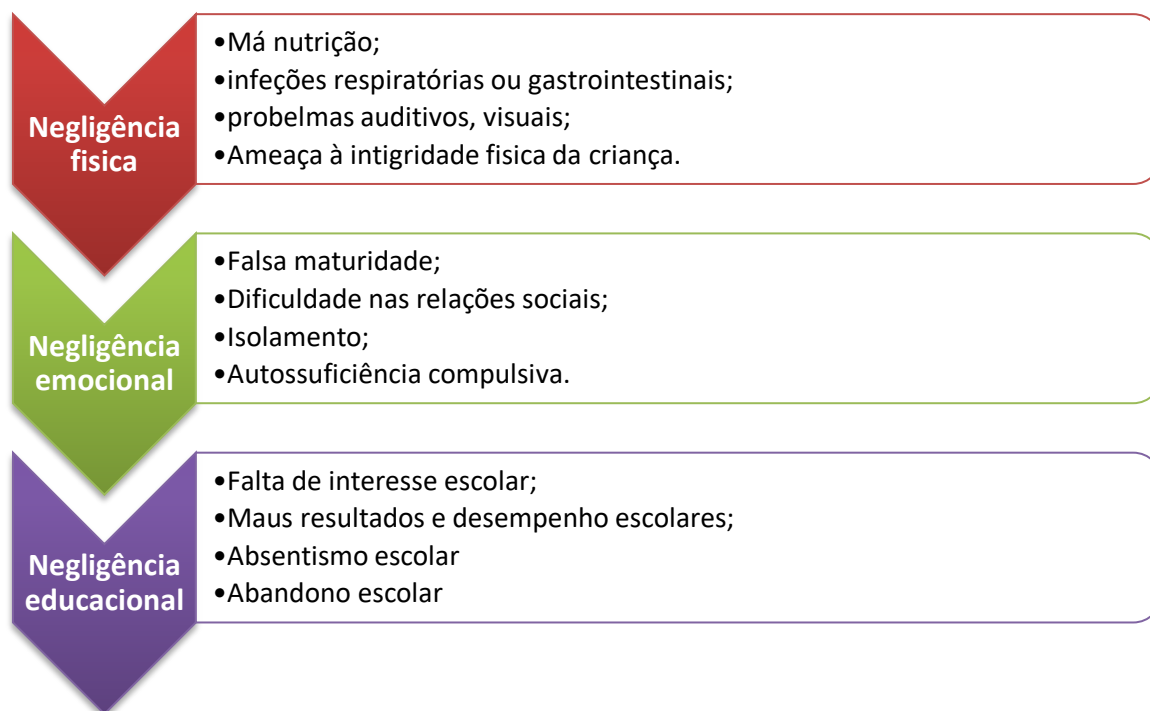 Negligência
fisica
•Má nutrição;
•infeções respiratórias ou gastrointestinais;
•probelmas auditivos, visuais;
•Ameaça à intigridade fisica da criança.
Negligência
emocional
•Falsa maturidade;
•Dificuldade nas relações sociais;
•Isolamento;
•Autossuficiência compulsiva.
Negligência
educacional
•Falta de interesse escolar;
•Maus resultados e desempenho escolares;
•Absentismo escolar
•Abandono escolar